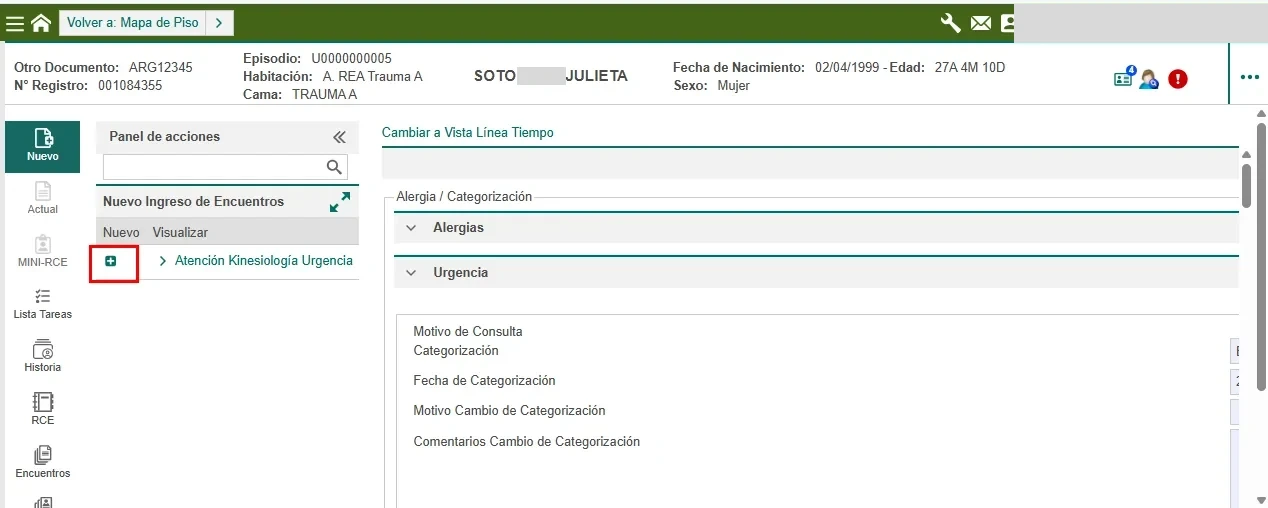 Volver a: Mapa de Piso
Otro Documento: ARG12345
N° Registro: 001084355
Episodio: U0000000005
Habitación: A. REA Trauma A
Cama: TRAUMA A
SOTO JULIETA
Fecha de Nacimiento: 02/04/1999 - Edad: 27A 4M 10D
Sexo: Mujer
4
Nuevo
Actual
MINI-RCE
Lista Tareas
Historia
RCE
Encuentros
Panel de acciones
Nuevo Ingreso de Encuentros
Nuevo Visualizar
Atención Kinesiología Urgencia
Cambiar a Vista Línea Tiempo
Alergia / Categorización
Alergias
Urgencia
Motivo de Consulta
Categorización
Fecha de Categorización
Motivo Cambio de Categorización
Comentarios Cambio de Categorización